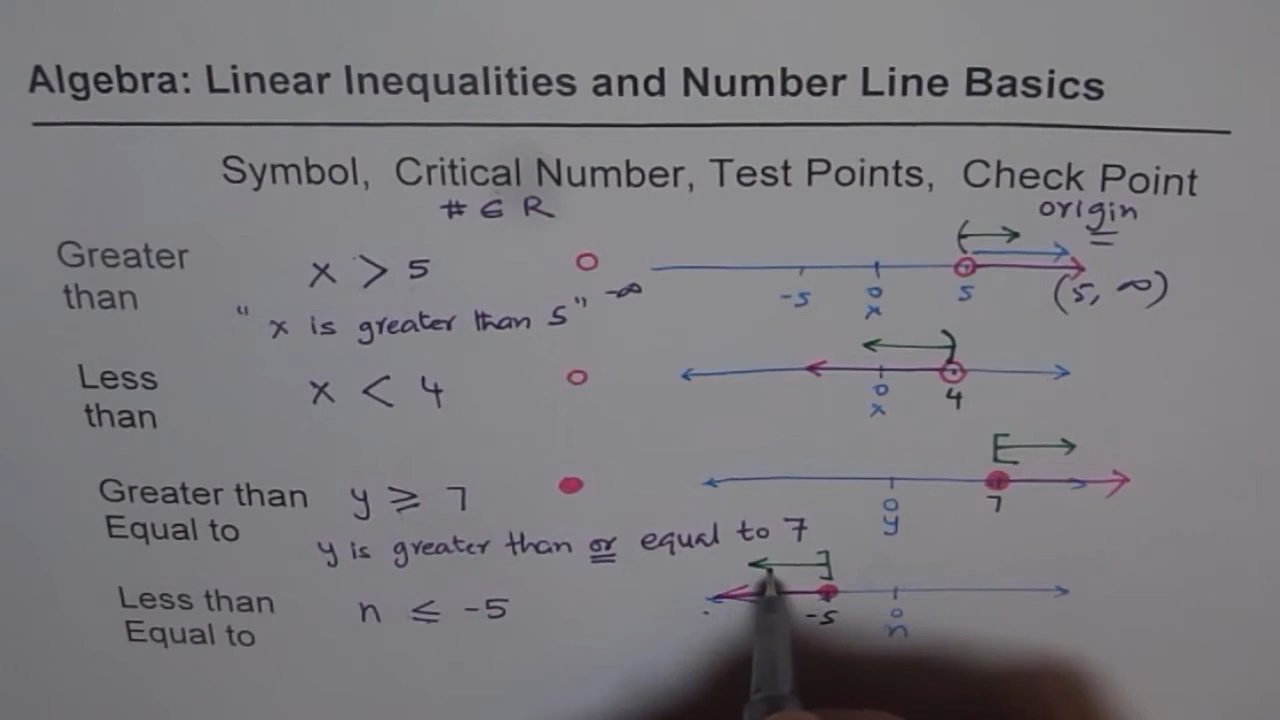 Algebra: Linear Inequalities and Number Line Basics
Symbol, Critical Number, Test Points, Check Point
# ∈ R
origin
Greater
than
x > 5
-5
0
x
5
(5, ∞)
" x is greater than 5 "
-∞
Less
than
x < 4
0
x
4
Greater than
Equal to
y ≥ 7
0
y
7
y is greater than or equal to 7
Less than
Equal to
n ≤ -5
-5
0
n